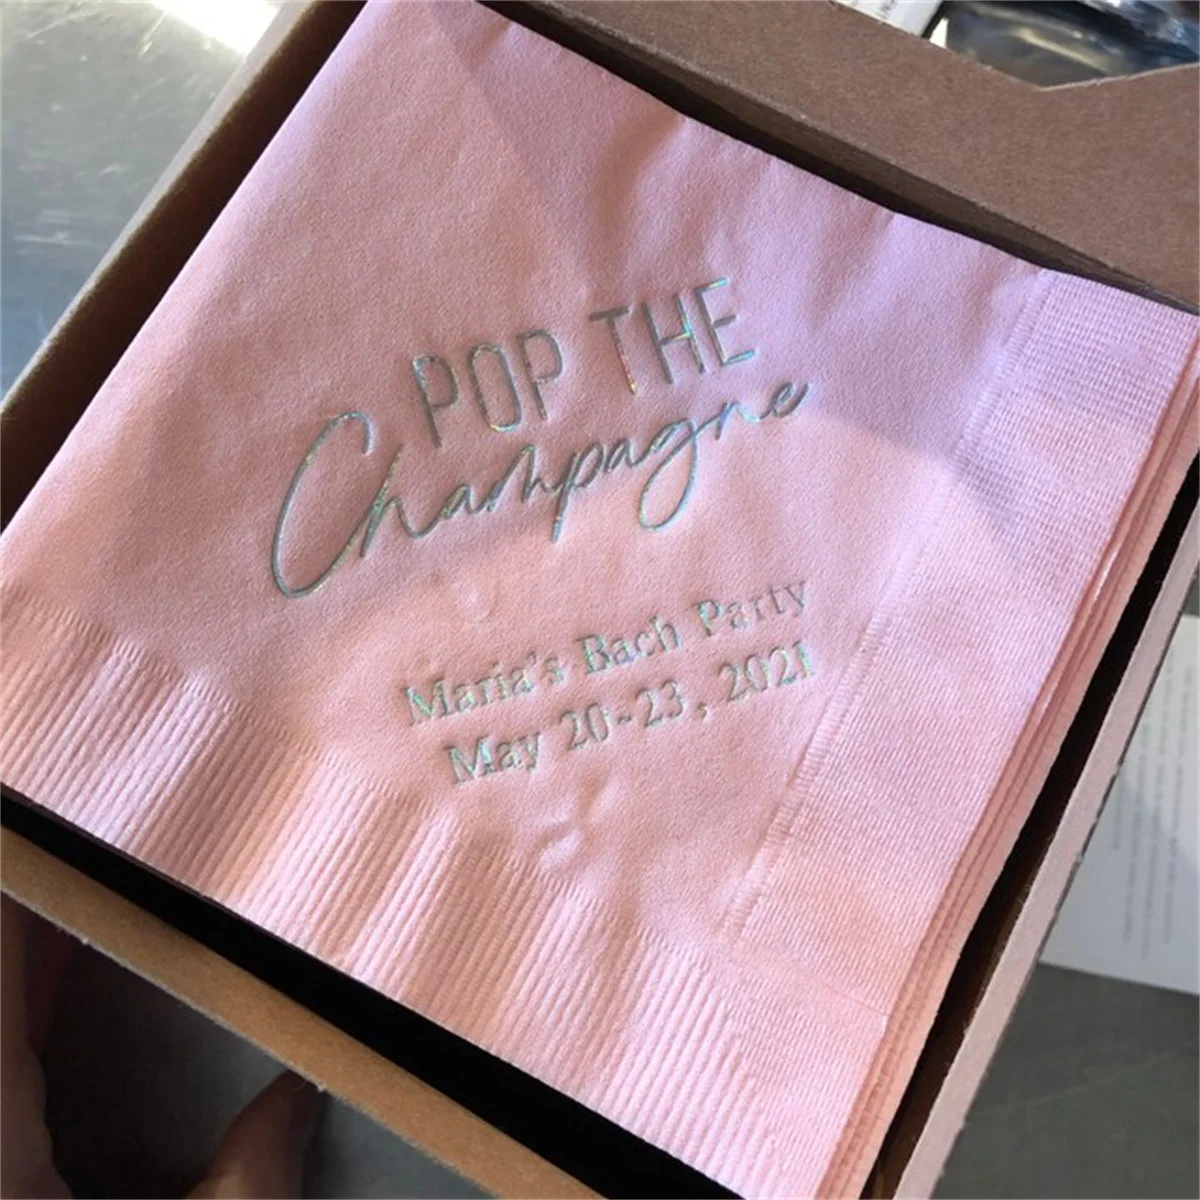 POP THE
Champagne
Maria's Bach Party
May 20-23, 2021